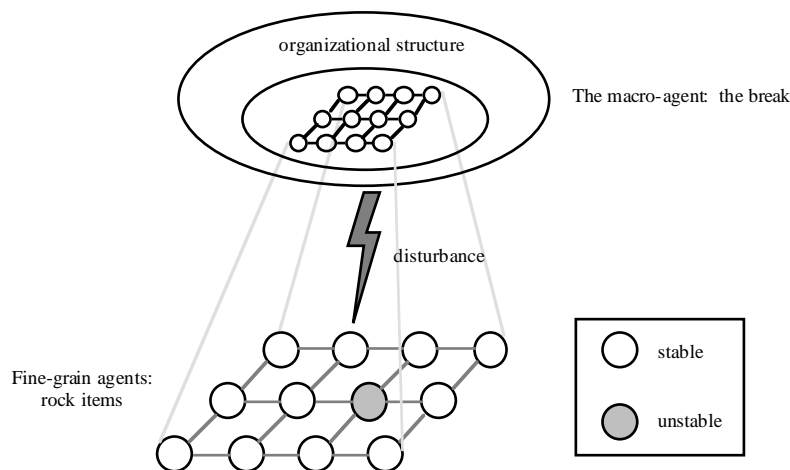 organizational structure
The macro-agent: the break
disturbance
Fine-grain agents:
rock items
stable
unstable